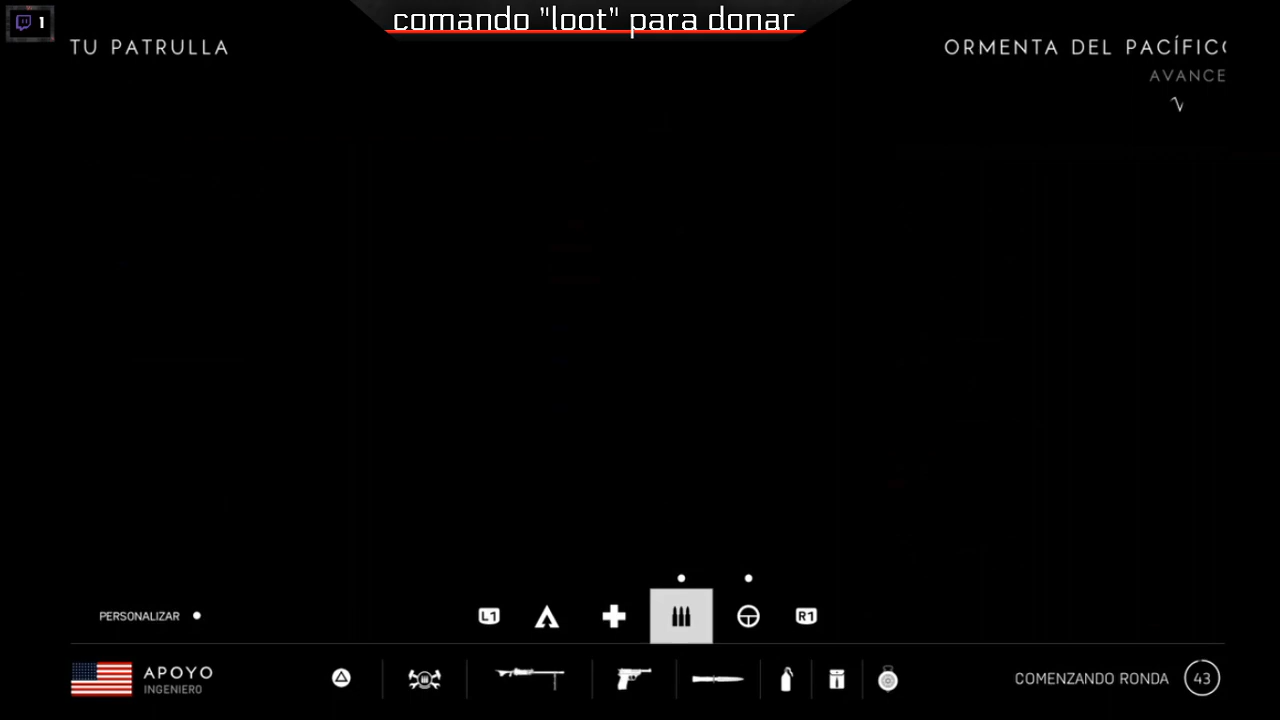 1
comando "loot" para donar
TU PATRULLA
ORMENTA DEL PACÍFICO
AVANCE
PERSONALIZAR
L1
R1
APOYO
INGENIERO
COMENZANDO RONDA 43